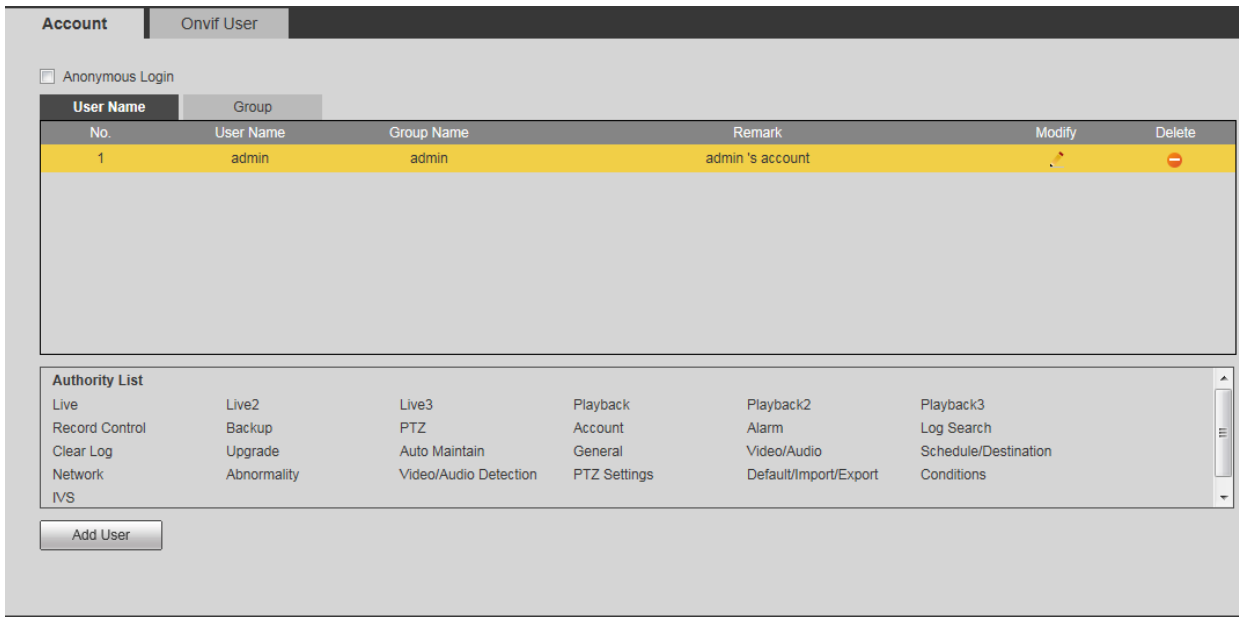 Account Onvif User
Anonymous Login
User Name Group
No. User Name Group Name Remark Modify Delete
1 admin admin admin 's account
Authority List
Live Live2 Live3 Playback Playback2 Playback3
Record Control Backup PTZ Account Alarm Log Search
Clear Log Upgrade Auto Maintain General Video/Audio Schedule/Destination
Network Abnormality Video/Audio Detection PTZ Settings Default/Import/Export Conditions
IVS
Add User